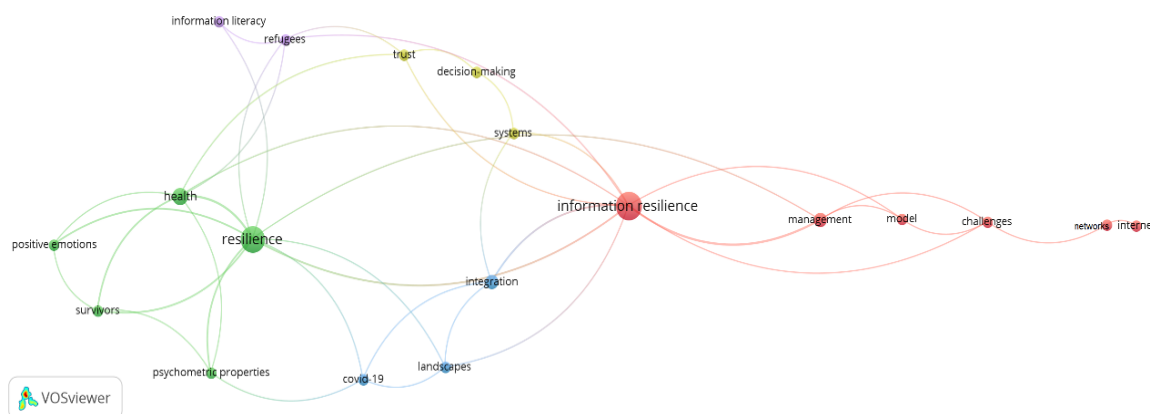 information literacy
refugees
trust
decision-making
systems
health
information resilience
management
model
challenges
networks
interne
resilience
positive emotions
integration
survivors
psychometric properties
covid-19
landscapes
VOSviewer